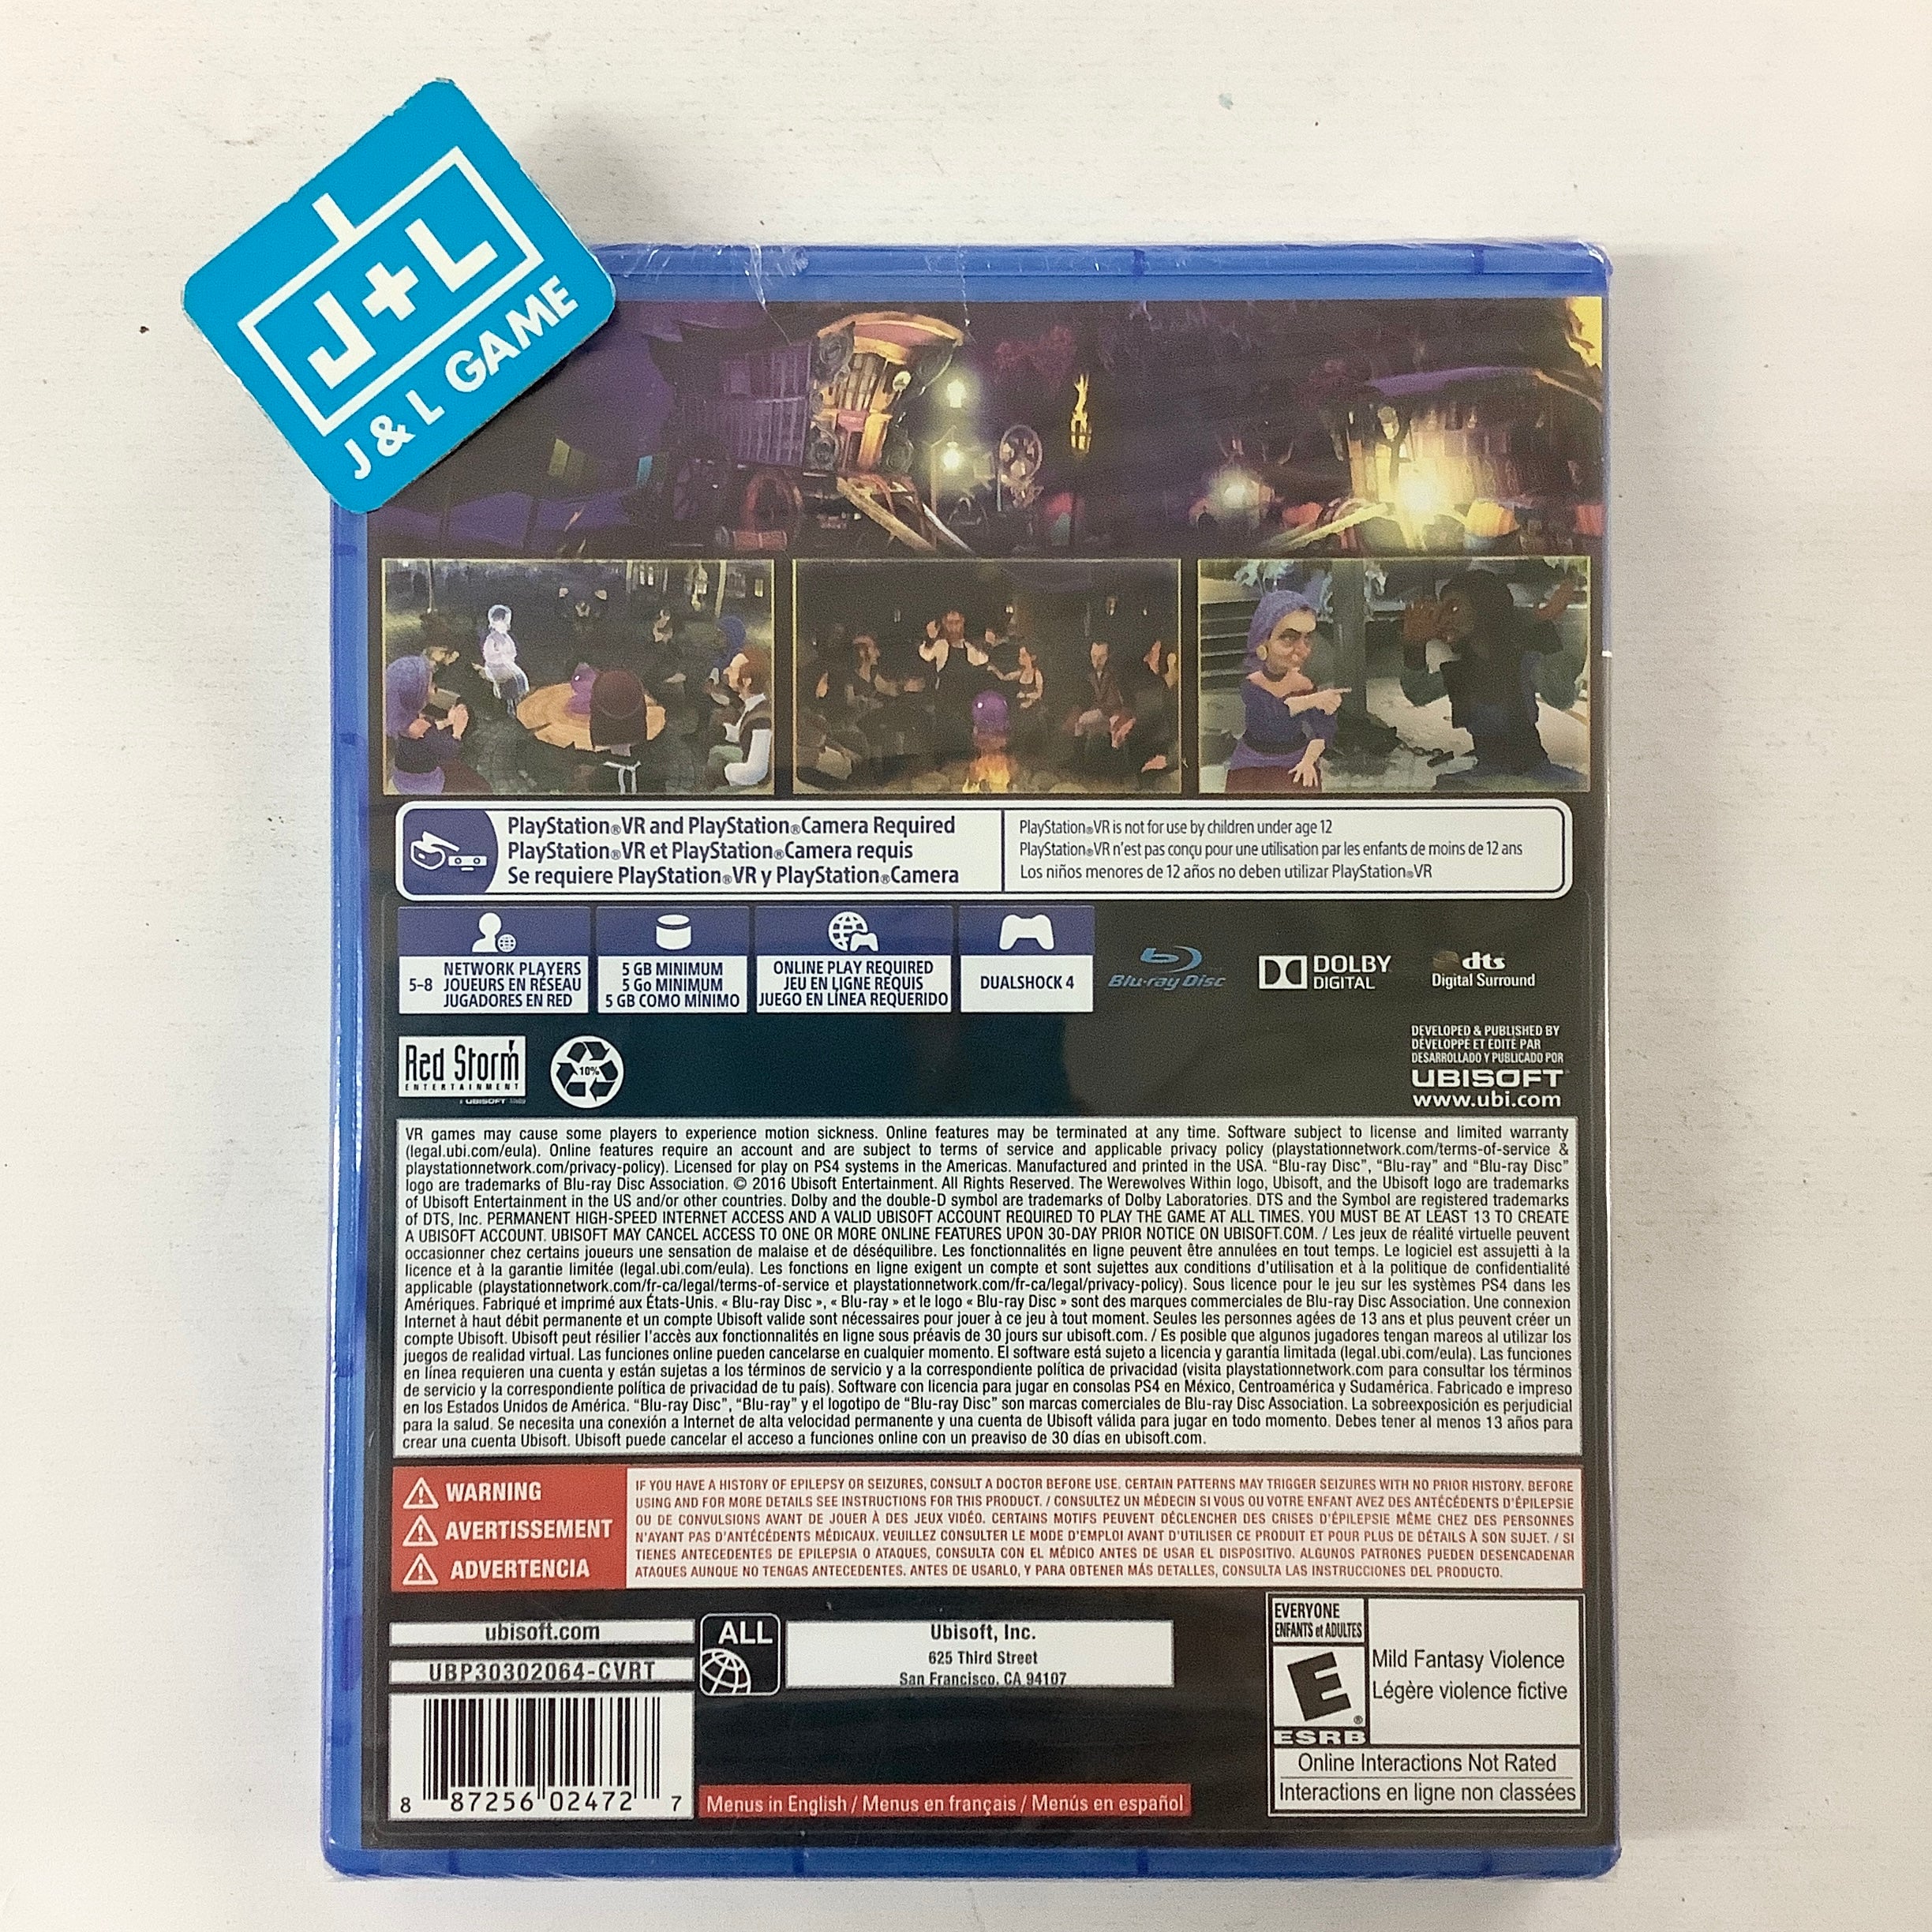 J+L
J & L GAME
PlayStation®VR and PlayStation®Camera Required
PlayStation®VR et PlayStation®Camera requis
Se requiere PlayStation®VR y PlayStation®Camera
PlayStation®VR is not for use by children under age 12
PlayStation®VR n'est pas conçu pour une utilisation par les enfants de moins de 12 ans
Los niños menores de 12 años no deben utilizar PlayStation®VR
5-8
NETWORK PLAYERS
JOUEURS EN RÉSEAU
JUGADORES EN RED
5 GB MINIMUM
5 Go MINIMUM
5 GB COMO MÍNIMO
ONLINE PLAY REQUIRED
JEU EN LIGNE REQUIS
JUEGO EN LÍNEA REQUERIDO
DUALSHOCK 4
Blu-ray Disc
DOLBY
DIGITAL
dts
Digital Surround
Red Storm
ENTERTAINMENT
UBISOFT
10%
DEVELOPED & PUBLISHED BY
DÉVELOPPÉ ET ÉDITÉ PAR
DESARROLLADO Y PUBLICADO POR
UBISOFT
www.ubi.com
VR games may cause some players to experience motion sickness. Online features may be terminated at any time. Software subject to license and limited warranty
(legal.ubi.com/eula). Online features require an account and are subject to terms of service and applicable privacy policy (playstationnetwork.com/terms-of-service &
playstationnetwork.com/privacy-policy). Licensed for play on PS4 systems in the Americas. Manufactured and printed in the USA. "Blu-ray Disc", "Blu-ray" and "Blu-ray Disc"
logo are trademarks of Blu-ray Disc Association. © 2016 Ubisoft Entertainment. All Rights Reserved. The Werewolves Within logo, Ubisoft, and the Ubisoft logo are trademarks
of Ubisoft Entertainment in the US and/or other countries. Dolby and the double-D symbol are trademarks of Dolby Laboratories. DTS and the Symbol are registered trademarks
of DTS, Inc. PERMANENT HIGH-SPEED INTERNET ACCESS AND A VALID UBISOFT ACCOUNT REQUIRED TO PLAY THE GAME AT ALL TIMES. YOU MUST BE AT LEAST 13 TO CREATE
A UBISOFT ACCOUNT. UBISOFT MAY CANCEL ACCESS TO ONE OR MORE ONLINE FEATURES UPON 30-DAY PRIOR NOTICE ON UBISOFT.COM. / Les jeux de réalité virtuelle peuvent
occasionner chez certains joueurs une sensation de malaise et de déséquilibre. Les fonctionnalités en ligne peuvent être annulées en tout temps. Le logiciel est assujetti à la
licence et à la garantie limitée (legal.ubi.com/eula). Les fonctions en ligne exigent un compte et sont sujettes aux conditions d'utilisation et à la politique de confidentialité
applicable (playstationnetwork.com/fr-ca/legal/terms-of-service et playstationnetwork.com/fr-ca/legal/privacy-policy). Sous licence pour le jeu sur les systèmes PS4 dans les
Amériques. Fabriqué et imprimé aux États-Unis. « Blu-ray Disc », « Blu-ray » et le logo « Blu-ray Disc » sont des marques commerciales de Blu-ray Disc Association. Une connexion
Internet à haut débit permanente et un compte Ubisoft valide sont nécessaires pour jouer à ce jeu à tout moment. Seules les personnes agées de 13 ans et plus peuvent créer un
compte Ubisoft. Ubisoft peut résilier l'accès aux fonctionnalités en ligne sous préavis de 30 jours sur ubisoft.com. / Es posible que algunos jugadores tengan mareos al utilizar los
juegos de realidad virtual. Las funciones online pueden cancelarse en cualquier momento. El software está sujeto a licencia y garantía limitada (legal.ubi.com/eula). Las funciones
en línea requieren una cuenta y están sujetas a los términos de servicio y a la correspondiente política de privacidad (visita playstationnetwork.com para consultar los términos
de servicio y la correspondiente política de privacidad de tu país). Software con licencia para jugar en consolas PS4 en México, Centroamérica y Sudamérica. Fabricado e impreso
en los Estados Unidos de América. "Blu-ray Disc", "Blu-ray" y el logotipo de "Blu-ray Disc" son marcas comerciales de Blu-ray Disc Association. La sobreexposición es perjudicial
para la salud. Se necesita una conexión a Internet de alta velocidad permanente y una cuenta de Ubisoft válida para jugar en todo momento. Debes tener al menos 13 años para
crear una cuenta Ubisoft. Ubisoft puede cancelar el acceso a funciones online con un preaviso de 30 días en ubisoft.com.
WARNING
AVERTISSEMENT
ADVERTENCIA
IF YOU HAVE A HISTORY OF EPILEPSY OR SEIZURES, CONSULT A DOCTOR BEFORE USE. CERTAIN PATTERNS MAY TRIGGER SEIZURES WITH NO PRIOR HISTORY. BEFORE
USING AND FOR MORE DETAILS SEE INSTRUCTIONS FOR THIS PRODUCT. / CONSULTEZ UN MÉDECIN SI VOUS OU VOTRE ENFANT AVEZ DES ANTÉCÉDENTS D'ÉPILEPSIE
OU DE CONVULSIONS AVANT DE JOUER À DES JEUX VIDÉO. CERTAINS MOTIFS PEUVENT DÉCLENCHER DES CRISES D'ÉPILEPSIE MÊME CHEZ DES PERSONNES
N'AYANT PAS D'ANTÉCÉDENTS MÉDICAUX. VEUILLEZ CONSULTER LE MODE D'EMPLOI AVANT D'UTILISER CE PRODUIT ET POUR PLUS DE DÉTAILS À SON SUJET. / SI
TIENES ANTECEDENTES DE EPILEPSIA O ATAQUES, CONSULTA CON EL MÉDICO ANTES DE USAR EL DISPOSITIVO. ALGUNOS PATRONES PUEDEN DESENCADENAR
ATAQUES AUNQUE NO TENGAS ANTECEDENTES. ANTES DE USARLO, Y PARA OBTENER MÁS DETALLES, CONSULTA LAS INSTRUCCIONES DEL PRODUCTO.
ubisoft.com
UBP30302064-CVRT
8 87256 02472 7
ALL
Ubisoft, Inc.
625 Third Street
San Francisco, CA 94107
Menus in English / Menus en français / Menús en español
EVERYONE
ENFANTS et ADULTES
E
®
ESRB
Mild Fantasy Violence
Légère violence fictive
Online Interactions Not Rated
Interactions en ligne non classées